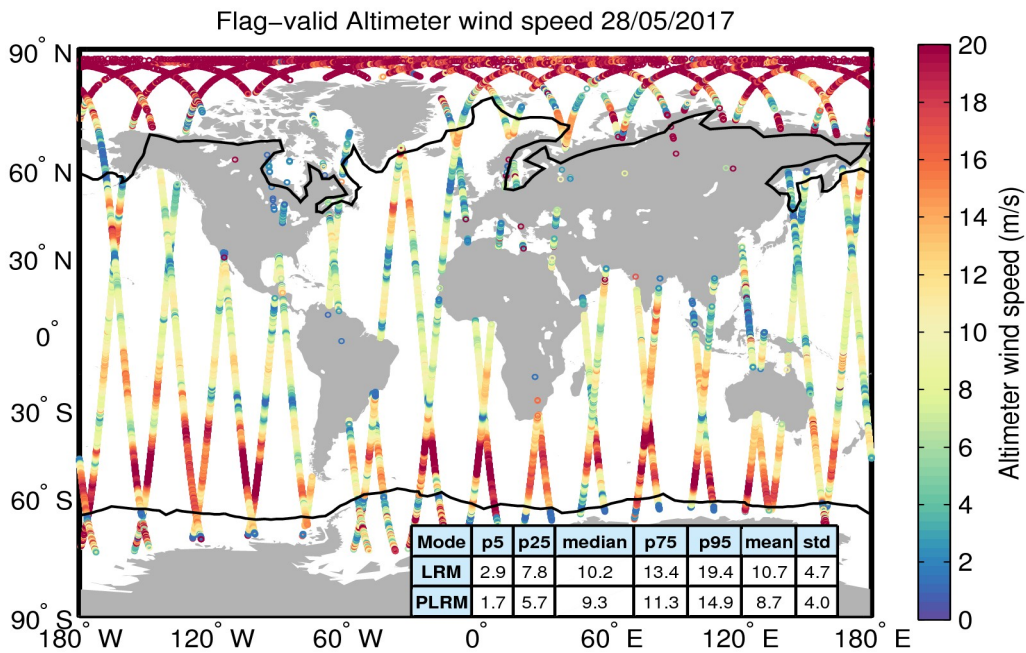 Flag−valid Altimeter wind speed 28/05/2017
90° N
60° N
30° N
0°
30° S
60° S
90° S
180° W
120° W
60° W
0°
60° E
120° E
180° E
Mode p5 p25 median p75 p95 mean std
LRM 2.9 7.8 10.2 13.4 19.4 10.7 4.7
PLRM 1.7 5.7 9.3 11.3 14.9 8.7 4.0
20
18
16
14
12
10
8
6
4
2
0
Altimeter wind speed (m/s)